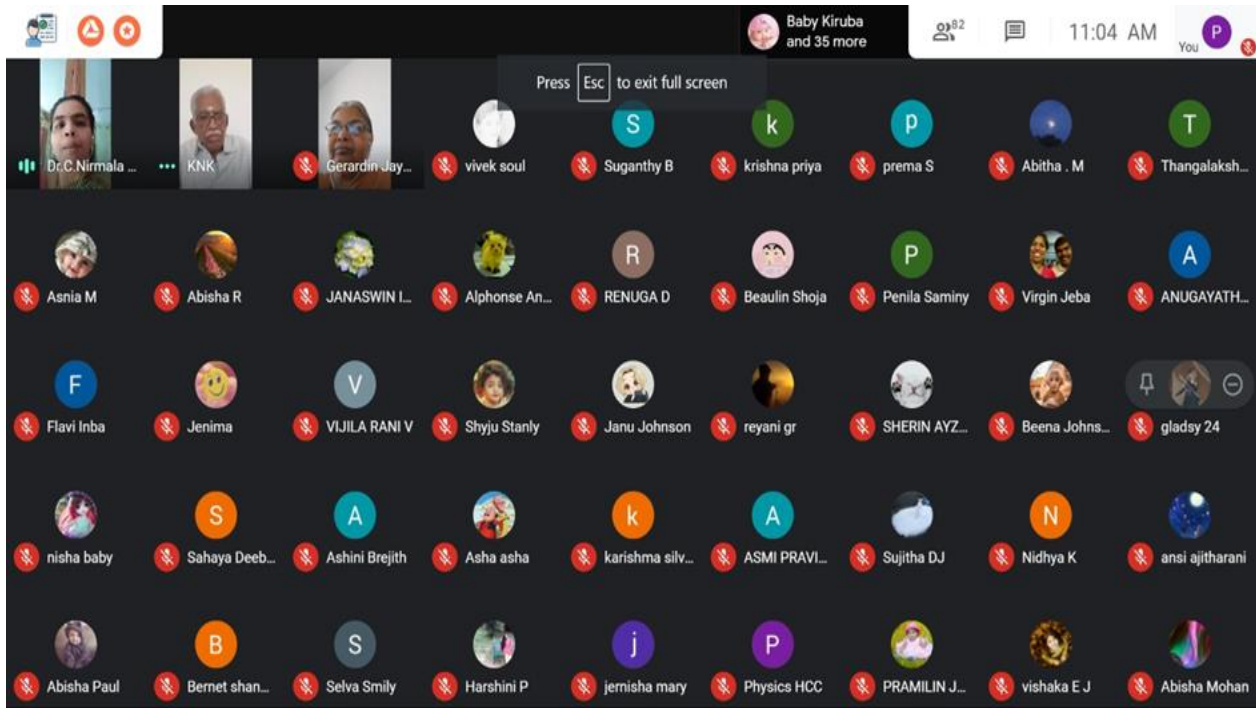 Baby Kiruba
and 35 more
82
11:04 AM
You
P
Press Esc to exit full screen
S
k
p
T
Dr.C.Nirmala ...
KNK
Gerardin Jay...
vivek soul
Suganthy B
krishna priya
prema S
Abitha . M
Thangalaksh...
R
P
A
Asnia M
Abisha R
JANASWIN I...
Alphonse An...
RENUGA D
Beaulin Shoja
Penila Saminy
Virgin Jeba
ANUGAYATH...
F
V
Flavi Inba
Jenima
VIJILA RANI V
Shyju Stanly
Janu Johnson
reyani gr
SHERIN AYZ...
Beena Johns...
gladsy 24
S
A
k
A
N
nisha baby
Sahaya Deeb...
Ashini Brejith
Asha asha
karishma silv...
ASMI PRAVI...
Sujitha DJ
Nidhya K
ansi ajitharani
B
S
j
P
Abisha Paul
Bernet shan...
Selva Smily
Harshini P
jernisha mary
Physics HCC
PRAMILIN J...
vishaka E J
Abisha Mohan